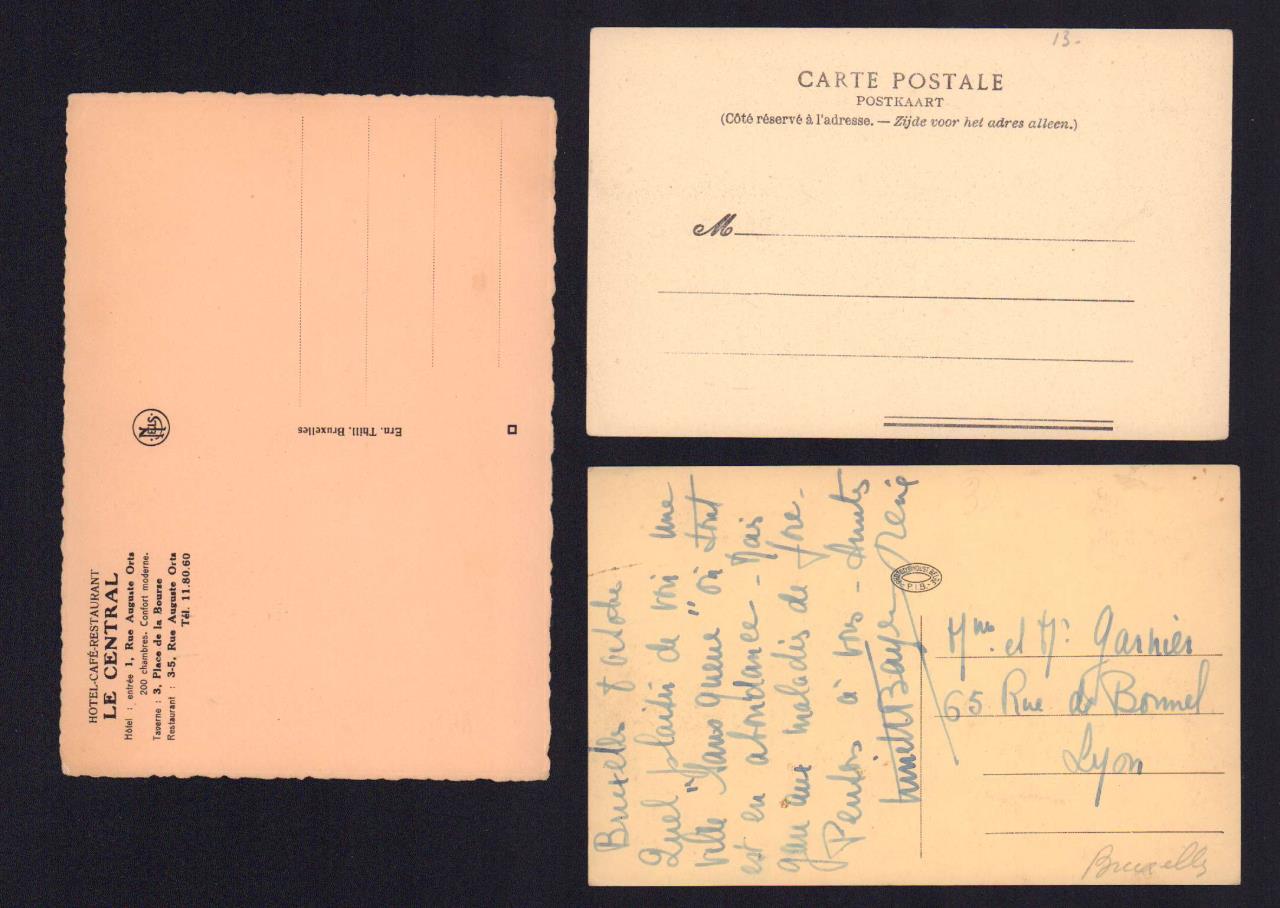 HOTEL-CAFÉ-RESTAURANT
LE CENTRAL
Hôtel : entrée 1, Rue Auguste Orts
200 chambres. Confort moderne.
Taverne : 3, Place de la Bourse
Restaurant : 3-5, Rue Auguste Orts
Tél. 11.80.60
NELS
Ern. Thill, Bruxelles
13-
CARTE POSTALE
POSTKAART
(Côté réservé à l'adresse. — Zijde voor het adres alleen.)
M
Bruxelles octobre
Quel plaisir de voir une
ville "sans queue" où tout
est en abondance - Mais
gare aux maladies de foie -
Pensées à vous - Amitiés
P.I.B.
Mme et Mr Garnier
65 Rue de Bonnel
Lyon
Bruxelles